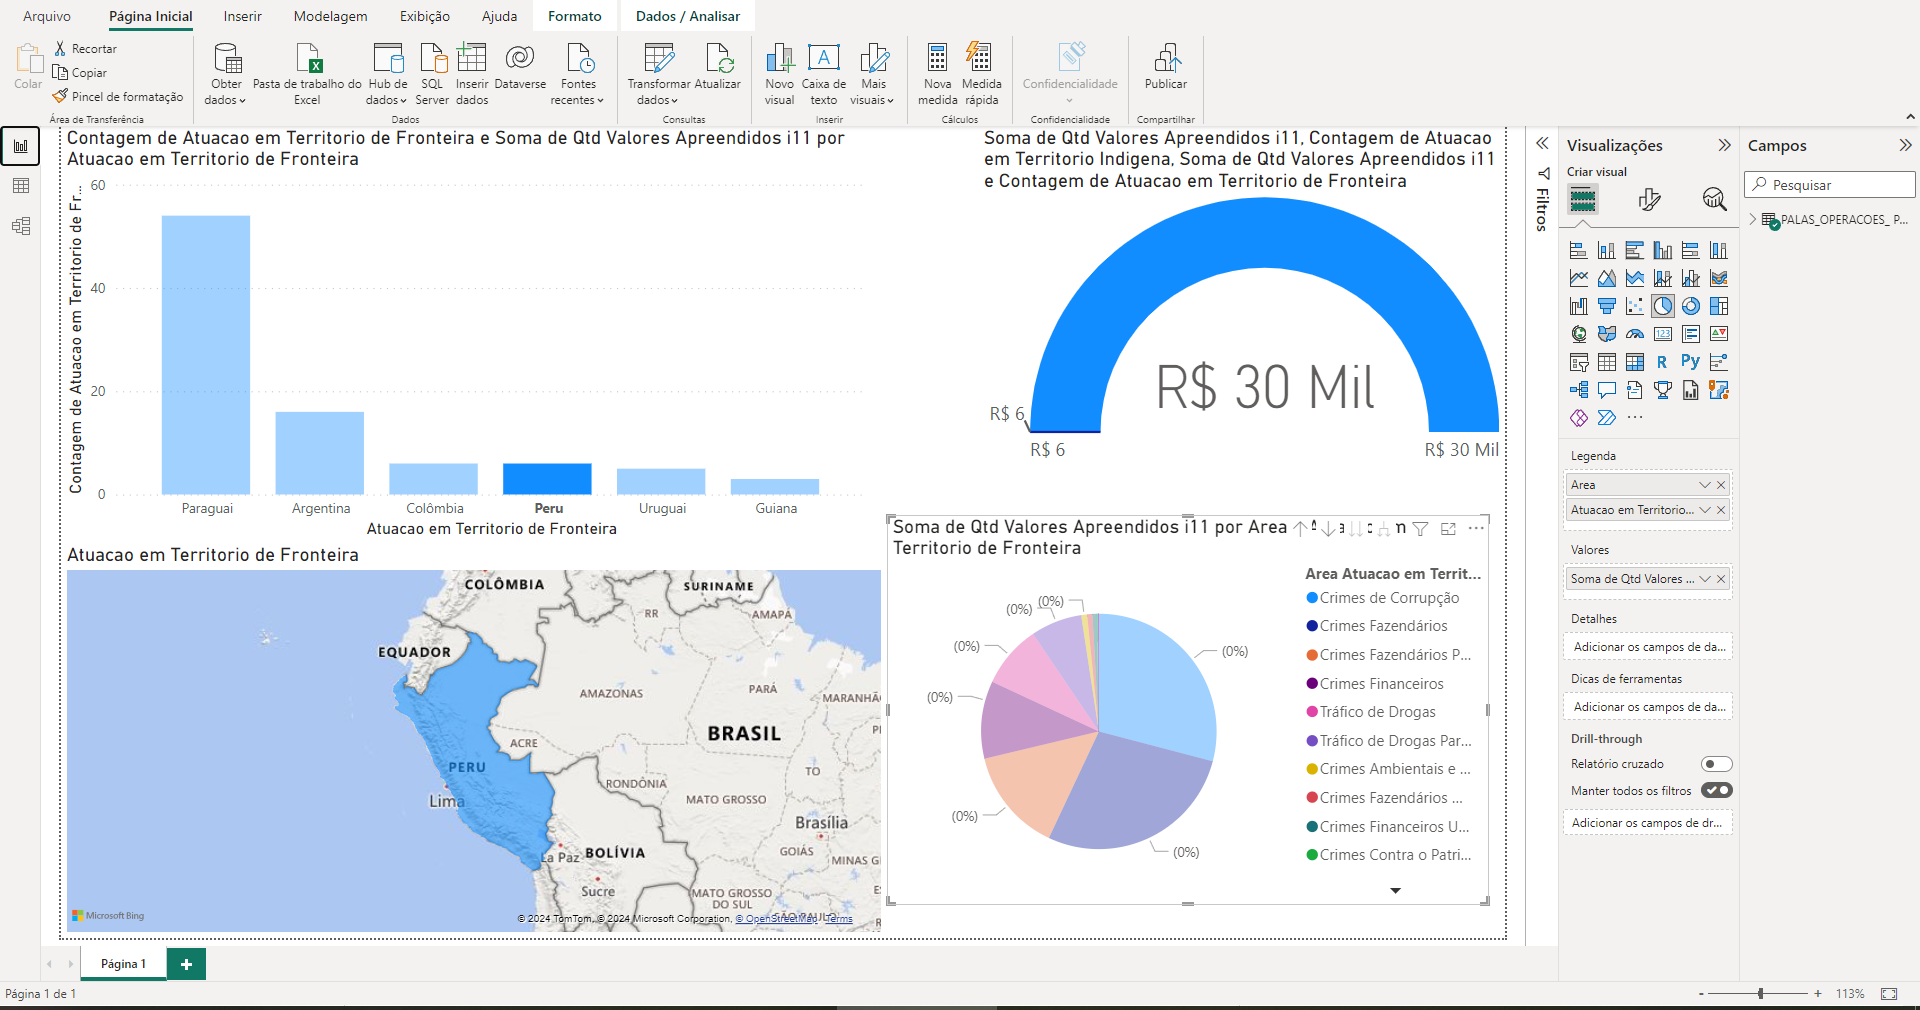 Arquivo Página Inicial Inserir Modelagem Exibição Ajuda Formato Dados / Analisar
Colar
Recortar
Copiar
Pincel de formatação
Área de Transferência
Obter dados
Pasta de trabalho do Excel
Hub de dados
SQL Server
Inserir dados
Dataverse
Fontes recentes
Dados
Transformar dados
Atualizar
Consultas
Novo visual
Caixa de texto
Mais visuais
Inserir
Nova medida
Medida rápida
Cálculos
Confidencialidade
Confidencialidade
Publicar
Compartilhar
Contagem de Atuacao em Territorio de Fronteira e Soma de Qtd Valores Apreendidos i11 por
Atuacao em Territorio de Fronteira
Contagem de Atuacao em Territorio de Fr...
60
40
20
0
Paraguai Argentina Colômbia Peru Uruguai Guiana
Atuacao em Territorio de Fronteira
Soma de Qtd Valores Apreendidos i11, Contagem de Atuacao
em Territorio Indigena, Soma de Qtd Valores Apreendidos i11
e Contagem de Atuacao em Territorio de Fronteira
R$ 30 Mil
R$ 6
R$ 6
R$ 30 Mil
Atuacao em Territorio de Fronteira
COLÔMBIA
SURINAME
RR
AMAPÁ
EQUADOR
AMAZONAS
PARÁ
MARANHÃO
BRASIL
ACRE
PERU
TO
RONDÔNIA
Lima
MATO GROSSO
Brasília
La Paz
BOLÍVIA
GOIÁS
MINAS G
Sucre
MATO GROSSO
DO SUL
SÃO PAULO
Microsoft Bing
© 2024 TomTom, © 2024 Microsoft Corporation, © OpenStreetMap Terms
Soma de Qtd Valores Apreendidos i11 por Area
Territorio de Fronteira
(0%)
(0%)
(0%)
(0%)
(0%)
(0%)
(0%)
Area Atuacao em Territ...
Crimes de Corrupção
Crimes Fazendários
Crimes Fazendários P...
Crimes Financeiros
Tráfico de Drogas
Tráfico de Drogas Par...
Crimes Ambientais e ...
Crimes Fazendários ...
Crimes Financeiros U...
Crimes Contra o Patri...
Filtros
Visualizações
Criar visual
123
R
Py
Legenda
Area
Atuacao em Territorio...
Valores
Soma de Qtd Valores ...
Detalhes
Adicionar os campos de da...
Dicas de ferramentas
Adicionar os campos de da...
Drill-through
Relatório cruzado
Manter todos os filtros
Adicionar os campos de dr...
Campos
Pesquisar
PALAS_OPERACOES_ P...
Página 1
Página 1 de 1
- + 113%